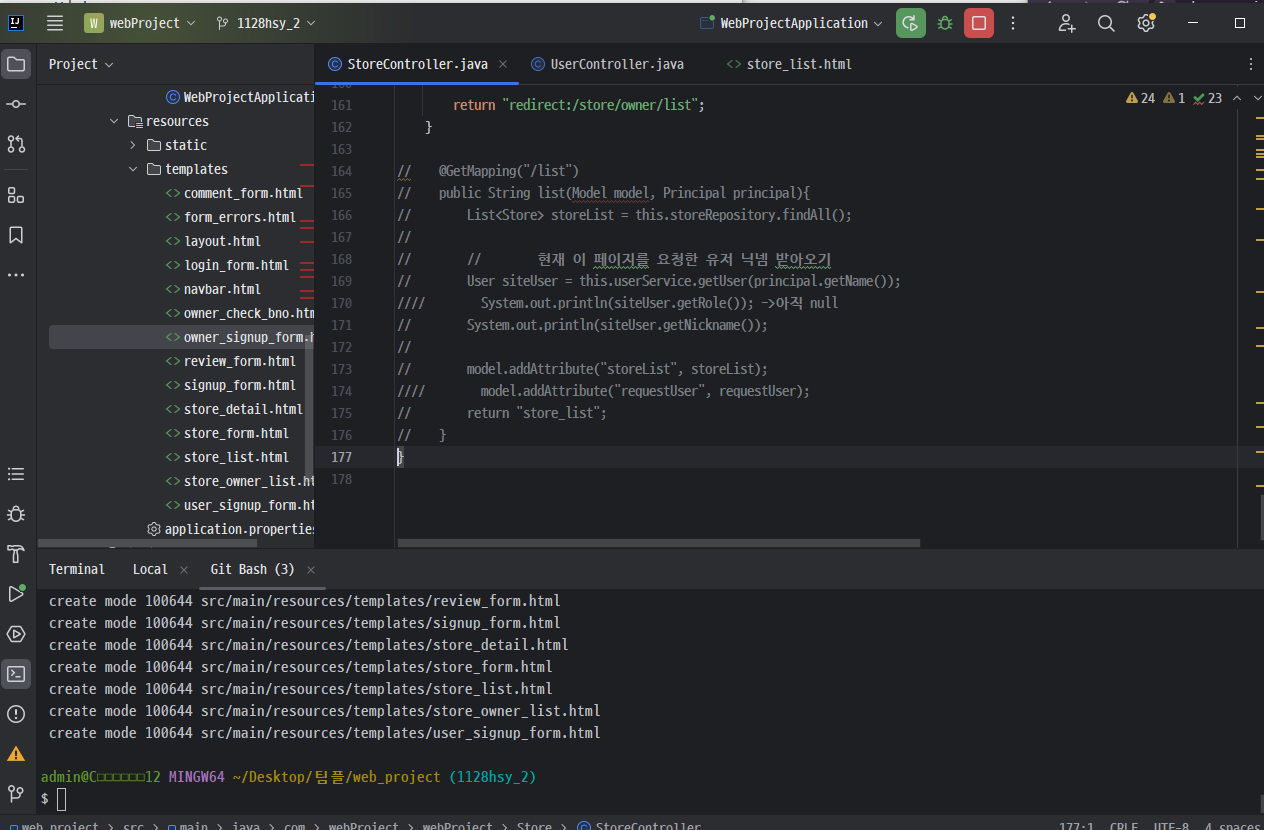 W webProject 1128hsy_2 WebProjectApplication
Project
StoreController.java UserController.java store_list.html
WebProjectApplicati
resources
static
templates
comment_form.html
form_errors.html
layout.html
login_form.html
navbar.html
owner_check_bno.htm
owner_signup_form.h
review_form.html
signup_form.html
store_detail.html
store_form.html
store_list.html
store_owner_list.ht
user_signup_form.ht
application.properties
24 1 23
161 return "redirect:/store/owner/list";
162 }
163
164 // @GetMapping("/list")
165 // public String list(Model model, Principal principal){
166 // List<Store> storeList = this.storeRepository.findAll();
167 //
168 // // 현재 이 페이지를 요청한 유저 닉넴 받아오기
169 // User siteUser = this.userService.getUser(principal.getName());
170 //// System.out.println(siteUser.getRole()); ->아직 null
171 // System.out.println(siteUser.getNickname());
172 //
173 // model.addAttribute("storeList", storeList);
174 //// model.addAttribute("requestUser", requestUser);
175 // return "store_list";
176 // }
177 }
178
Terminal Local Git Bash (3)
create mode 100644 src/main/resources/templates/review_form.html
create mode 100644 src/main/resources/templates/signup_form.html
create mode 100644 src/main/resources/templates/store_detail.html
create mode 100644 src/main/resources/templates/store_form.html
create mode 100644 src/main/resources/templates/store_list.html
create mode 100644 src/main/resources/templates/store_owner_list.html
create mode 100644 src/main/resources/templates/user_signup_form.html
admin@C□□□□□□12 MINGW64 ~/Desktop/팀플/web_project (1128hsy_2)
$
web_project > src > main > java > com > webProject > webProject > Store > StoreController 177:1 CRLF UTF-8 4 spaces